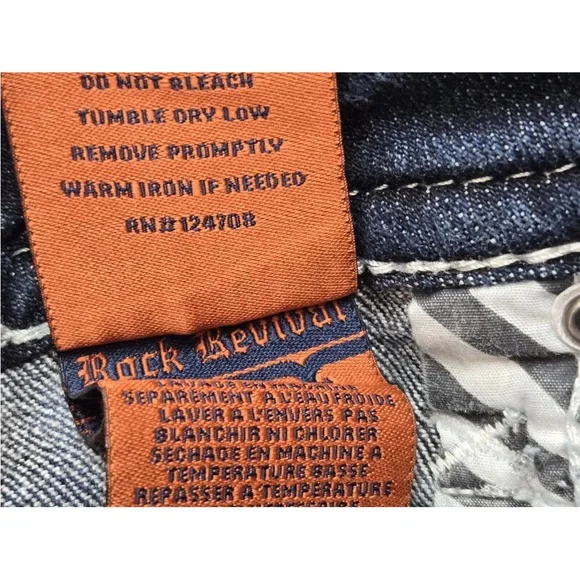 DO NOT BLEACH
TUMBLE DRY LOW
REMOVE PROMPTLY
WARM IRON IF NEEDED
RN# 124708
Rock Revival
SEPAREMENT A L'EAU FROIDE
LAVER A L'ENVERS PAS
BLANCHIR NI CHLORER
SECHADE EN MACHINE A
TEMPERATURE BASSE
REPASSER A TEMPERATURE